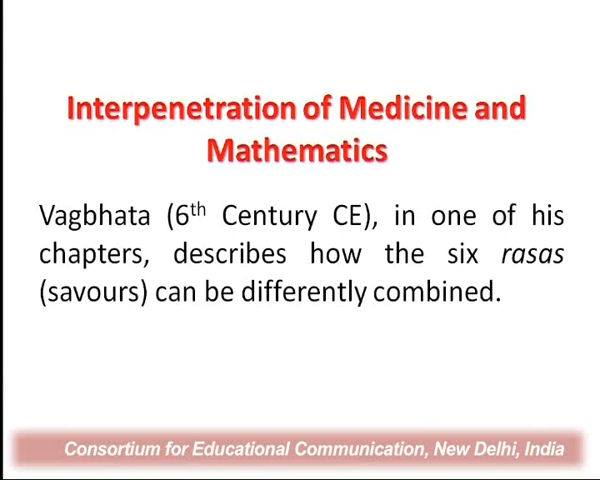 Interpenetration of Medicine and
Mathematics
Vagbhata (6th Century CE), in one of his
chapters, describes how the six rasas
(savours) can be differently combined.
Consortium for Educational Communication, New Delhi, India